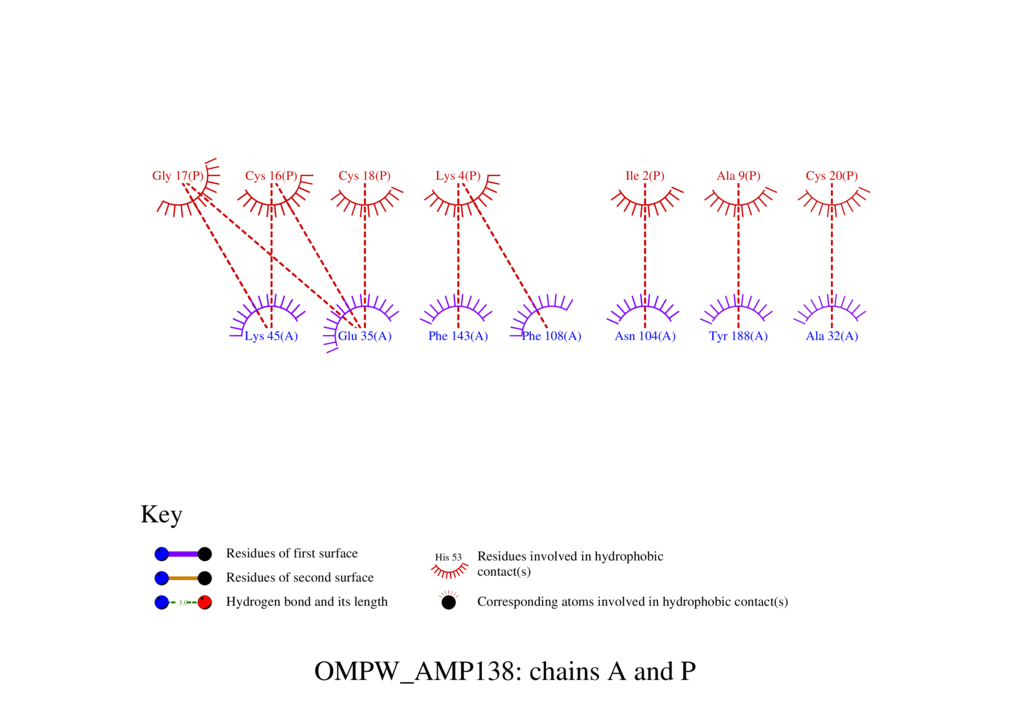 Gly 17(P) Cys 16(P) Cys 18(P) Lys 4(P) Ile 2(P) Ala 9(P) Cys 20(P)
Lys 45(A) Glu 35(A) Phe 143(A) Phe 108(A) Asn 104(A) Tyr 188(A) Ala 32(A)
Key
Residues of first surface
Residues of second surface
3.0 Hydrogen bond and its length
His 53 Residues involved in hydrophobic
contact(s)
Corresponding atoms involved in hydrophobic contact(s)
OMPW_AMP138: chains A and P